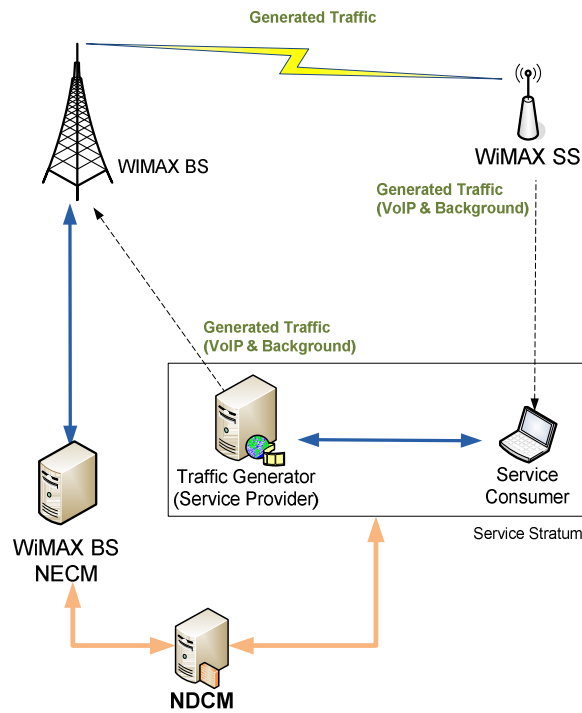 Generated Traffic
WIMAX BS
WiMAX SS
Generated Traffic
(VoIP & Background)
Generated Traffic
(VoIP & Background)
Traffic Generator
(Service Provider)
Service
Consumer
Service Stratum
WiMAX BS
NECM
NDCM